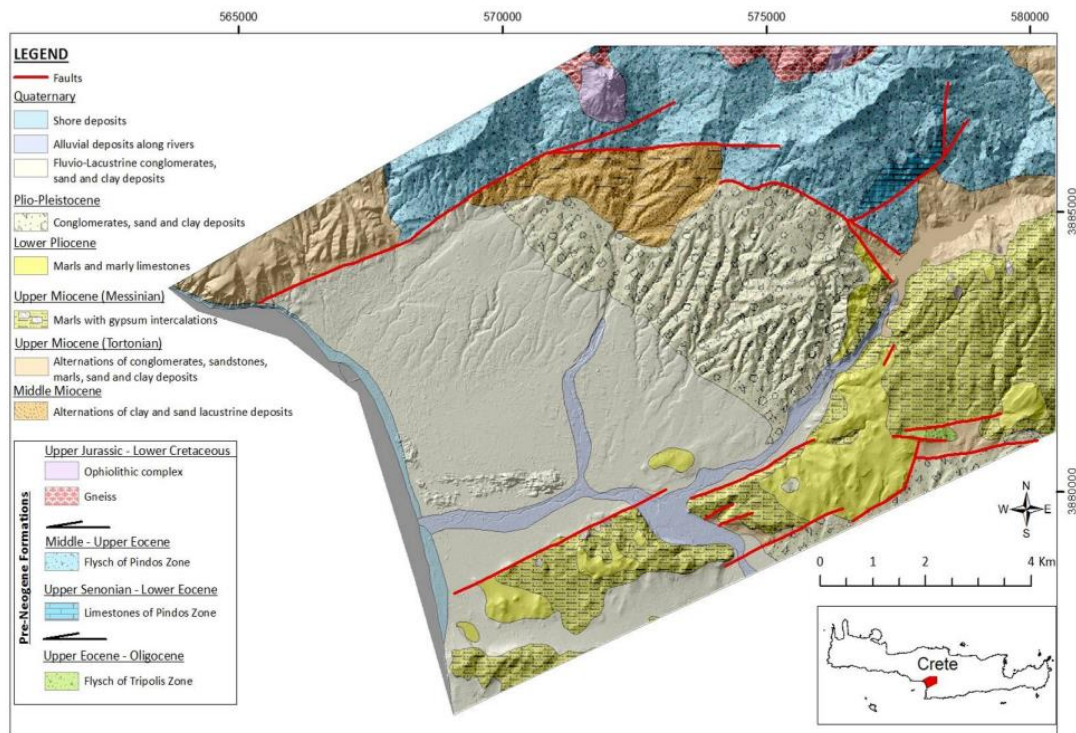 565000
570000
575000
580000
LEGEND
Faults
Quaternary
Shore deposits
Alluvial deposits along rivers
Fluvio-Lacustrine conglomerates,
sand and clay deposits
Plio-Pleistocene
Conglomerates, sand and clay deposits
Lower Pliocene
Marls and marly limestones
Upper Miocene (Messinian)
Marls with gypsum intercalations
Upper Miocene (Tortonian)
Alternations of conglomerates, sandstones,
marls, sand and clay deposits
Middle Miocene
Alternations of clay and sand lacustrine deposits
Pre-Neogene Formations
Upper Jurassic - Lower Cretaceous
Ophiolithic complex
Gneiss
Middle - Upper Eocene
Flysch of Pindos Zone
Upper Senonian - Lower Eocene
Limestones of Pindos Zone
Upper Eocene - Oligocene
Flysch of Tripolis Zone
3885000
3880000
N
W
E
S
0
1
2
4 Km
Crete